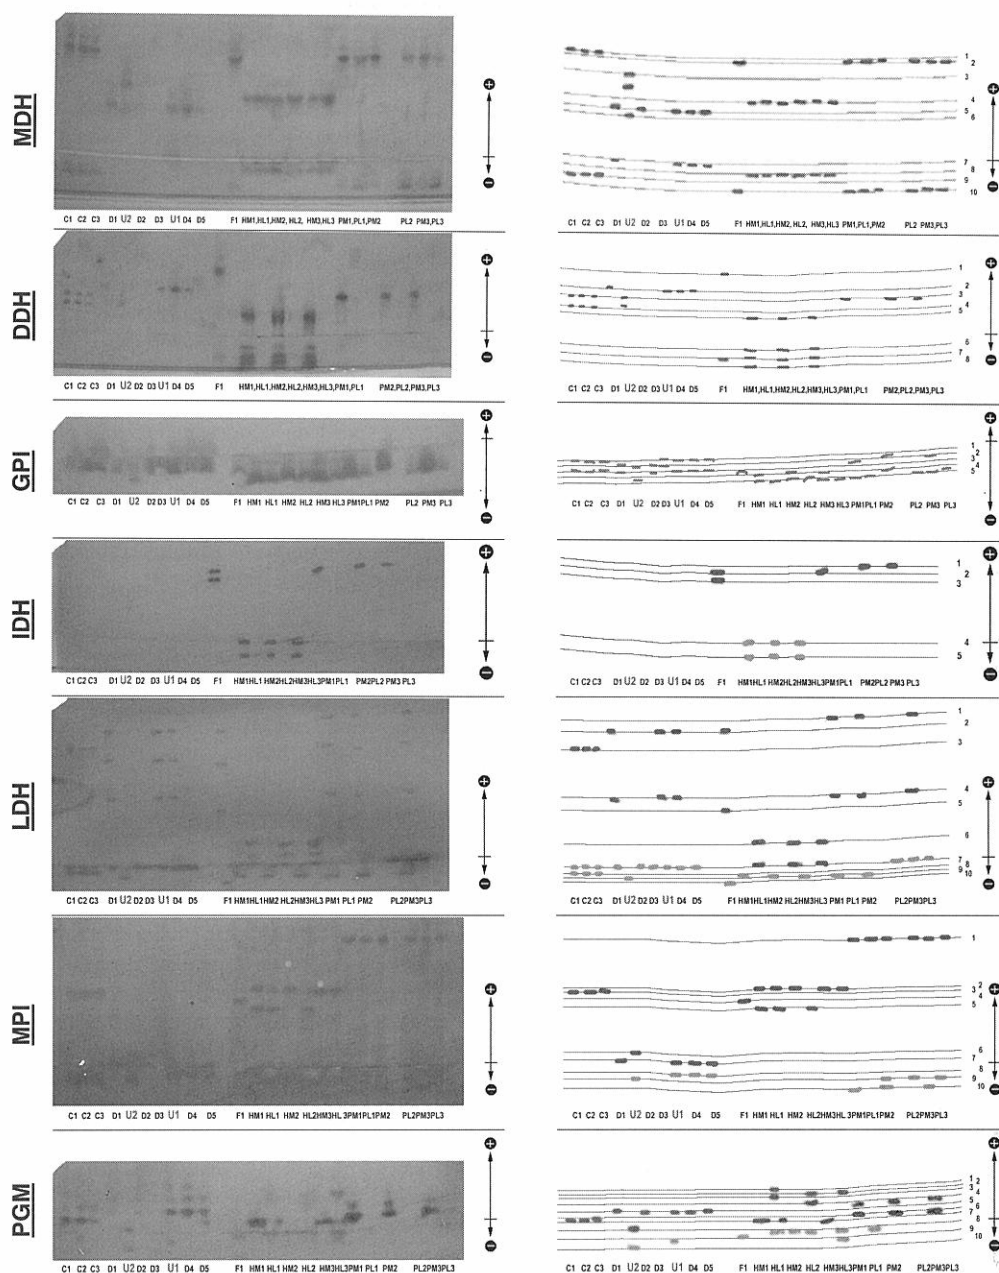 MDH
C1 C2 C3 D1 U2 D2 D3 U1 D4 D5 F1 HM1,HL1,HM2,HL2, HM3,HL3 PM1,PL1,PM2 PL2 PM3,PL3
1
2
3
4
5
6
7
8
9
10
C1 C2 C3 D1 U2 D2 D3 U1 D4 D5 F1 HM1,HL1,HM2, HL2, HM3,HL3 PM1,PL1,PM2 PL2 PM3,PL3
DDH
C1 C2 C3 D1 U2 D2 D3 U1 D4 D5 F1 HM1,HL1,HM2,HL2,HM3,HL3,PM1,PL1 PM2,PL2,PM3,PL3
1
2
3
4
5
6
7
8
C1 C2 C3 D1 U2 D2 D3 U1 D4 D5 F1 HM1,HL1,HM2,HL2,HM3,HL3,PM1,PL1 PM2,PL2,PM3,PL3
GPI
C1 C2 C3 D1 U2 D2 D3 U1 D4 D5 F1 HM1 HL1 HM2 HL2 HM3 HL3 PM1PL1 PM2 PL2 PM3 PL3
1
2
3
4
5
C1 C2 C3 D1 U2 D2 D3 U1 D4 D5 F1 HM1 HL1 HM2 HL2 HM3 HL3 PM1PL1 PM2 PL2 PM3 PL3
IDH
C1 C2 C3 D1 U2 D2 D3 U1 D4 D5 F1 HM1HL1 HM2HL2HM3HL3PM1PL1 PM2PL2 PM3 PL3
1
2
3
4
5
C1 C2 C3 D1U2 D2 D3 U1 D4 D5 F1 HM1HL1 HM2HL2HM3HL3PM1PL1 PM2PL2 PM3 PL3
LDH
C1 C2 C3 D1 U2 D2 D3 U1 D4 D5 F1 HM1HL1 HM2 HL2HM3HL3 PM1 PL1 PM2 PL2PM3PL3
1
2
3
4
5
6
7
8
9
10
C1 C2 C3 D1 U2 D2 D3 U1 D4 D5 F1 HM1HL1HM2 HL2HM3HL3 PM1 PL1 PM2 PL2PM3PL3
MPI
C1 C2 C3 D1 U2 D2 D3 U1 D4 D5 F1 HM1 HL1 HM2 HL2HM3 HL3PM1PL1PM2 PL2PM3PL3
1
2
3
4
5
6
7
8
9
10
C1 C2 C3 D1 U2 D2 D3 U1 D4 D5 F1 HM1 HL1 HM2 HL2HM3 HL3PM1PL1PM2 PL2PM3PL3
PGM
C1 C2 C3 D1 U2 D2 D3 U1 D4 D5 F1 HM1 HL1 HM2 HL2 HM3HL3PM1 PL1 PM2 PL2PM3PL3
1
2
3
4
5
6
7
8
9
10
C1 C2 C3 D1 U2 D2 D3 U1 D4 D5 F1 HM1 HL1 HM2 HL2 HM3HL3PM1 PL1 PM2 PL2PM3PL3